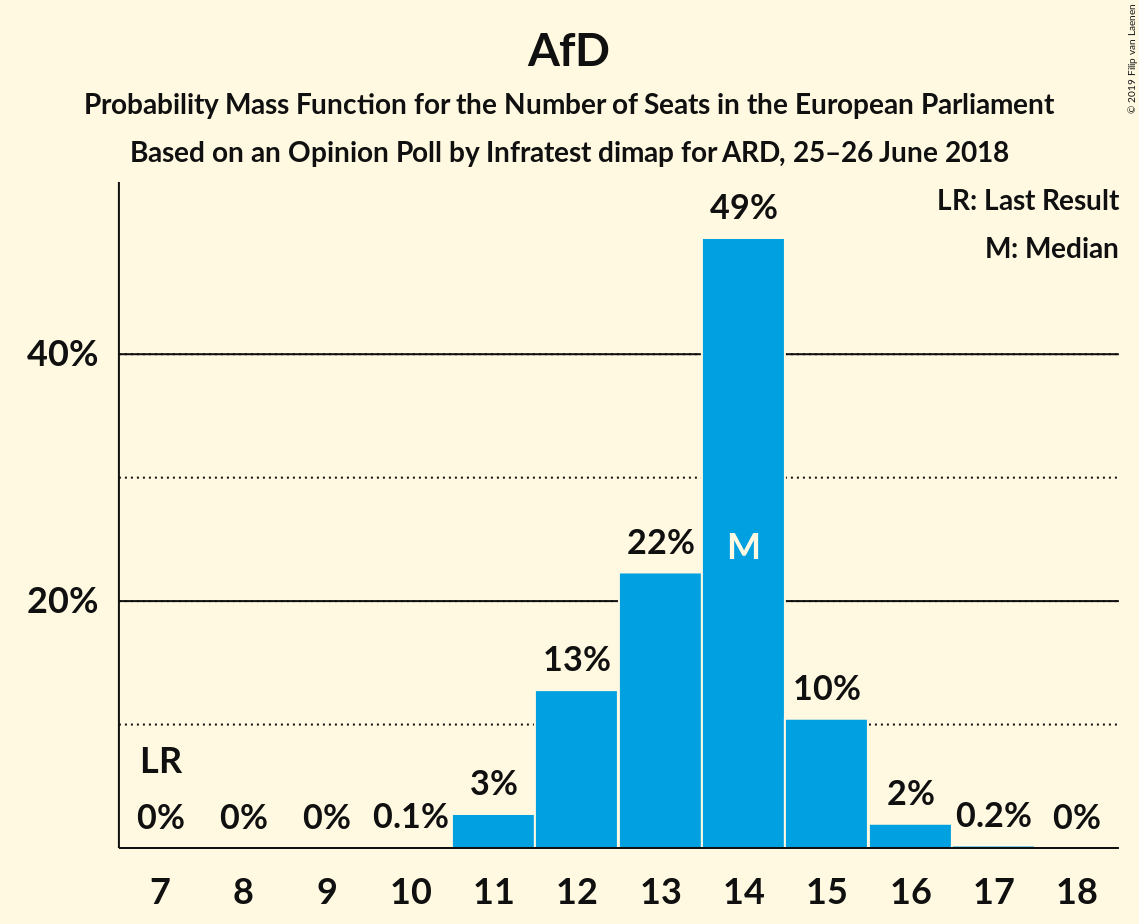 AfD
Probability Mass Function for the Number of Seats in the European Parliament
Based on an Opinion Poll by Infratest dimap for ARD, 25–26 June 2018
© 2019 Filip van Laenen
LR: Last Result
M: Median
49%
40%
22%
M
20%
13%
10%
LR
3%
2%
0% 0% 0% 0.1% 0.2% 0%
7 8 9 10 11 12 13 14 15 16 17 18